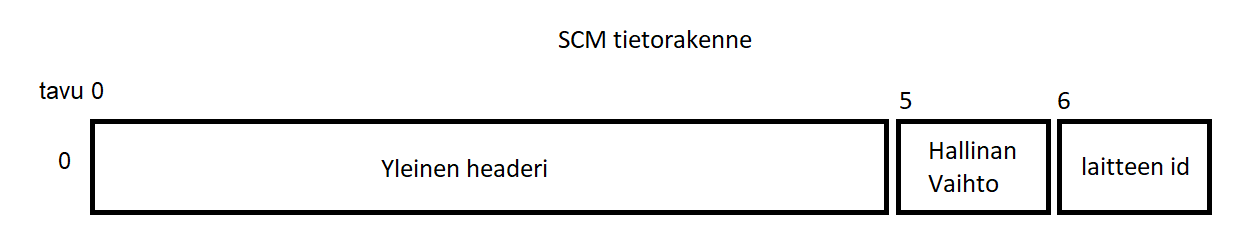 SCM tietorakenne
tavu 0
5
6
0
Yleinen headeri
Hallinan
Vaihto
laitteen id